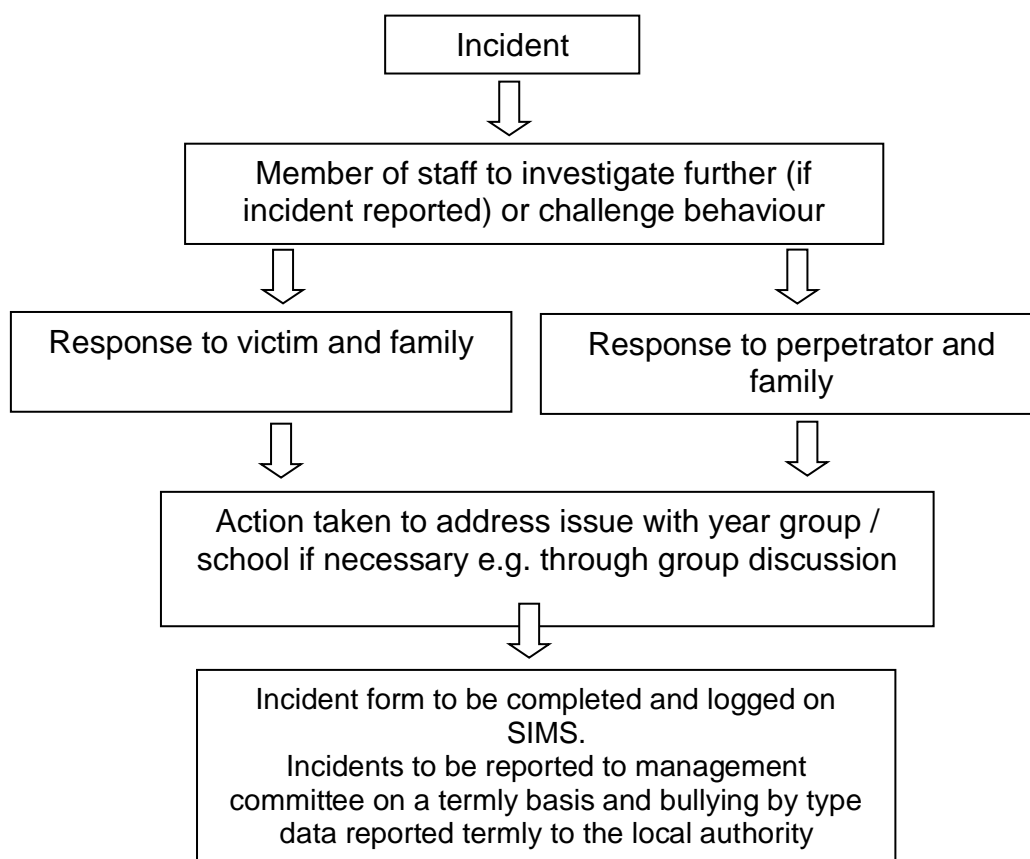 Incident
Member of staff to investigate further (if
incident reported) or challenge behaviour
Response to victim and family
Response to perpetrator and
family
Action taken to address issue with year group /
school if necessary e.g. through group discussion
Incident form to be completed and logged on
SIMS.
Incidents to be reported to management
committee on a termly basis and bullying by type
data reported termly to the local authority